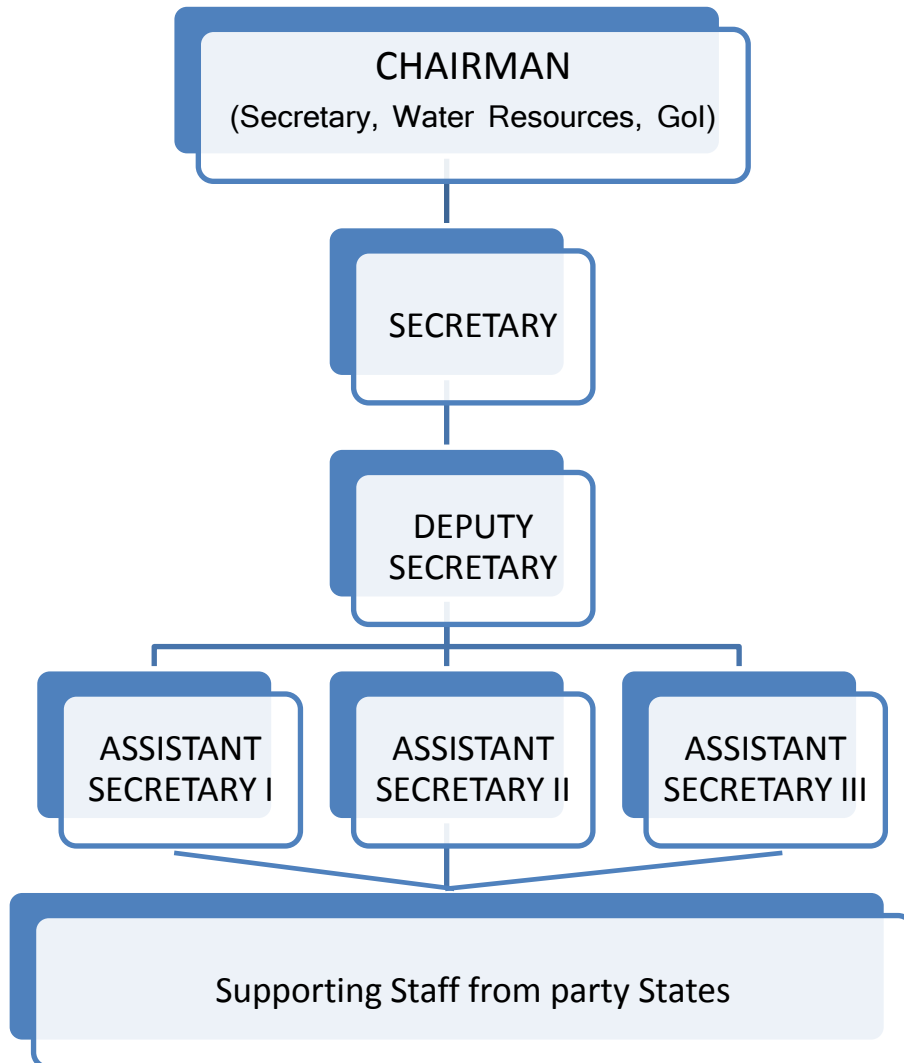 CHAIRMAN
(Secretary, Water Resources, GoI)
SECRETARY
DEPUTY
SECRETARY
ASSISTANT
SECRETARY I
ASSISTANT
SECRETARY II
ASSISTANT
SECRETARY III
Supporting Staff from party States